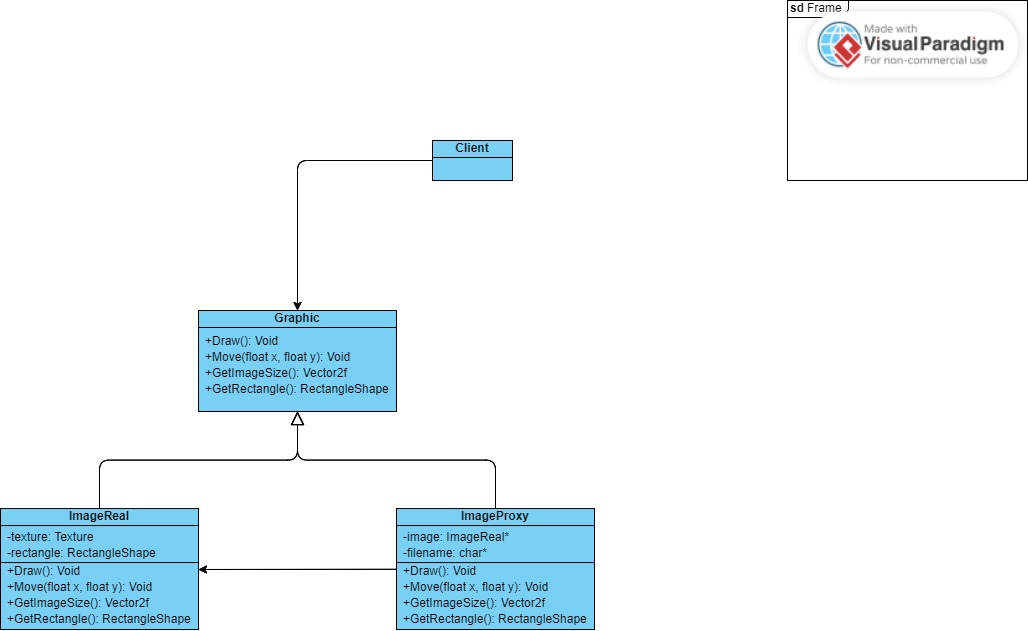 sd Frame
Made with
Visual Paradigm
For non-commercial use
Client
Graphic
+Draw(): Void
+Move(float x, float y): Void
+GetImageSize(): Vector2f
+GetRectangle(): RectangleShape
ImageReal
-texture: Texture
-rectangle: RectangleShape
+Draw(): Void
+Move(float x, float y): Void
+GetImageSize(): Vector2f
+GetRectangle(): RectangleShape
ImageProxy
-image: ImageReal*
-filename: char*
+Draw(): Void
+Move(float x, float y): Void
+GetImageSize(): Vector2f
+GetRectangle(): RectangleShape